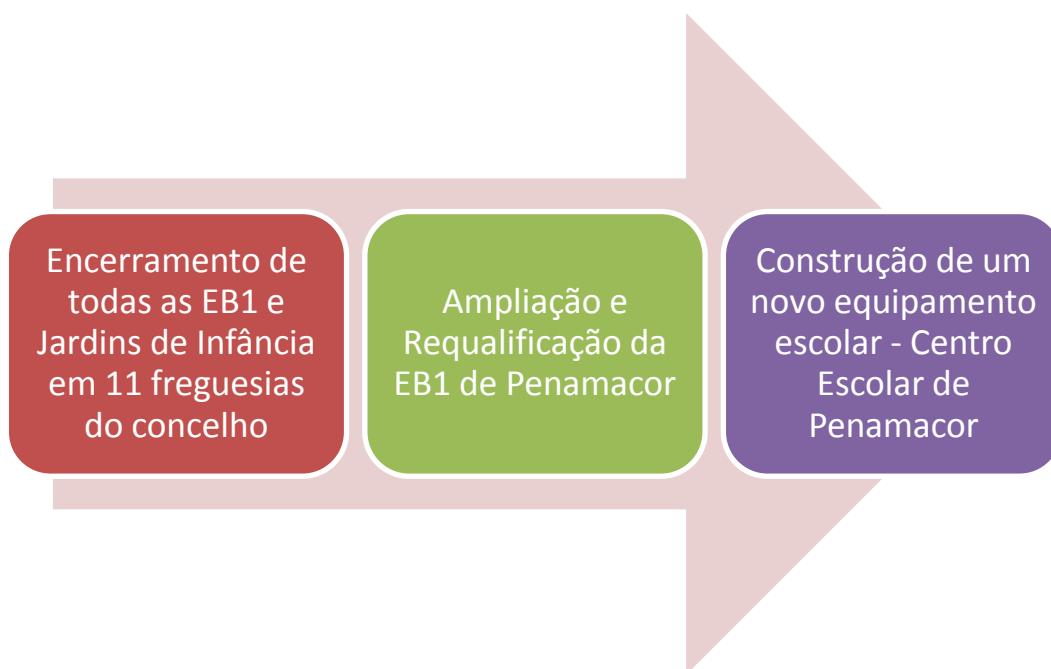 Encerramento de
todas as EB1 e
Jardins de Infância
em 11 freguesias
do concelho
Ampliação e
Requalificação da
EB1 de Penamacor
Construção de um
novo equipamento
escolar - Centro
Escolar de
Penamacor